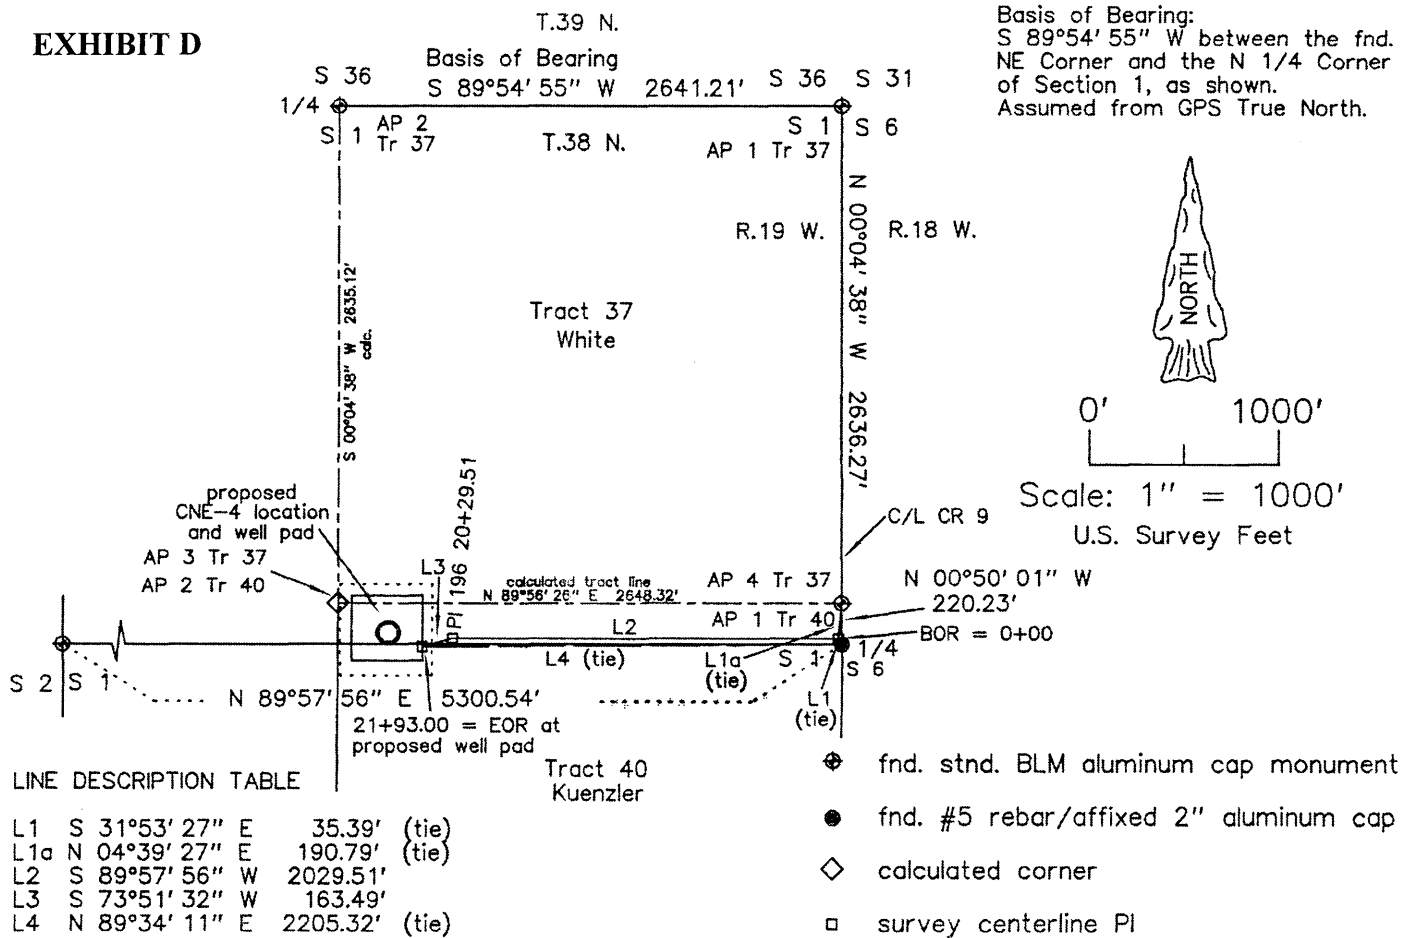 EXHIBIT D
T.39 N.
Basis of Bearing
S 89°54' 55" W 2641.21'
S 36
S 36
S 31
1/4
S 1
AP 2
Tr 37
T.38 N.
S 1
S 6
AP 1 Tr 37
Basis of Bearing:
S 89°54' 55" W between the fnd.
NE Corner and the N 1/4 Corner
of Section 1, as shown.
Assumed from GPS True North.
N 00°04' 38" W 2636.27'
R.19 W.
R.18 W.
NORTH
S 00°04' 38" W 2635.12'
calc.
Tract 37
White
0' 1000'
Scale: 1" = 1000'
U.S. Survey Feet
proposed
CNE-4 location
and well pad
AP 3 Tr 37
AP 2 Tr 40
PI 196 20+29.51
L3
calculated tract line
N 89°56' 26" E 2648.32'
C/L CR 9
AP 4 Tr 37
N 00°50' 01" W
220.23'
AP 1 Tr 40
BOR = 0+00
L2
L4 (tie)
L1a
(tie)
S 1
1/4
S 6
L1
(tie)
S 2
S 1
N 89°57' 56" E 5300.54'
21+93.00 = EOR at
proposed well pad
Tract 40
Kuenzler
LINE DESCRIPTION TABLE
L1 S 31°53' 27" E 35.39' (tie)
L1a N 04°39' 27" E 190.79' (tie)
L2 S 89°57' 56" W 2029.51'
L3 S 73°51' 32" W 163.49'
L4 N 89°34' 11" E 2205.32' (tie)
fnd. stnd. BLM aluminum cap monument
fnd. #5 rebar/affixed 2" aluminum cap
calculated corner
survey centerline PI